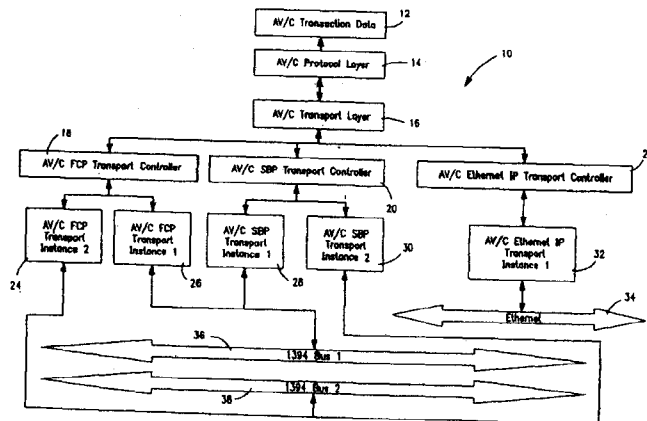 AV/C Transaction Data
12
AV/C Protocol Layer
14
10
AV/C Transport Layer
16
18
AV/C FCP Transport Controller
AV/C SBP Transport Controller
20
AV/C Ethernet IP Transport Controller
2
AV/C FCP
Transport
Instance 2
24
AV/C FCP
Transport
Instance 1
26
AV/C SBP
Transport
Instance 1
28
AV/C SBP
Transport
Instance 2
30
AV/C Ethernet IP
Transport
Instance 1
32
34
Ethernet
36
1394 Bus 1
1394 Bus 2
38